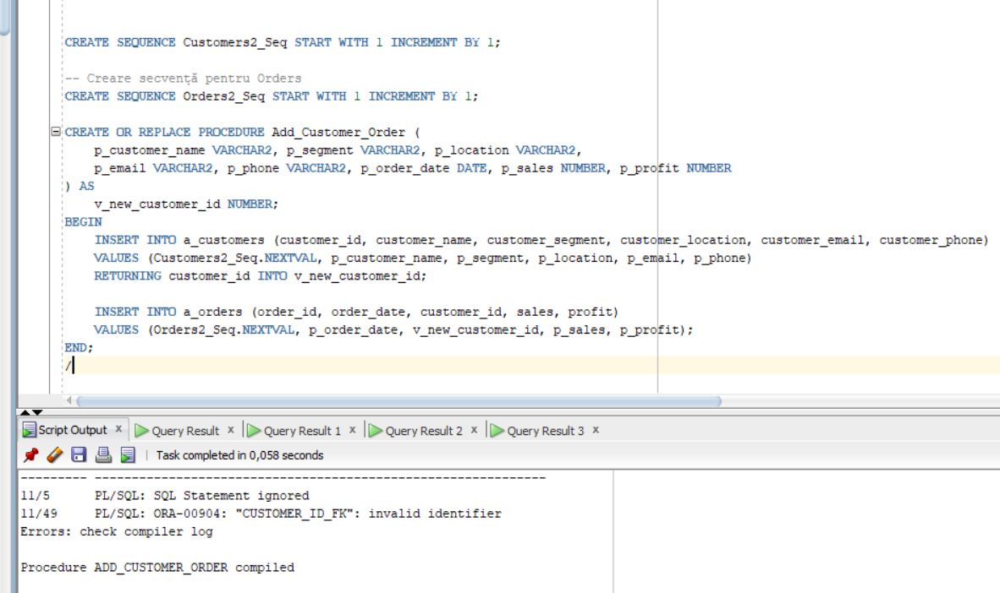 CREATE SEQUENCE Customers2_Seq START WITH 1 INCREMENT BY 1;
-- Creare secvență pentru Orders
CREATE SEQUENCE Orders2_Seq START WITH 1 INCREMENT BY 1;
CREATE OR REPLACE PROCEDURE Add_Customer_Order (
p_customer_name VARCHAR2, p_segment VARCHAR2, p_location VARCHAR2,
p_email VARCHAR2, p_phone VARCHAR2, p_order_date DATE, p_sales NUMBER, p_profit NUMBER
) AS
v_new_customer_id NUMBER;
BEGIN
INSERT INTO a_customers (customer_id, customer_name, customer_segment, customer_location, customer_email, customer_phone)
VALUES (Customers2_Seq.NEXTVAL, p_customer_name, p_segment, p_location, p_email, p_phone)
RETURNING customer_id INTO v_new_customer_id;
INSERT INTO a_orders (order_id, order_date, customer_id, sales, profit)
VALUES (Orders2_Seq.NEXTVAL, p_order_date, v_new_customer_id, p_sales, p_profit);
END;
/
Script Output x Query Result x Query Result 1 x Query Result 2 x Query Result 3 x
Task completed in 0,058 seconds
--------- -------------------------------------------------------------
11/5 PL/SQL: SQL Statement ignored
11/49 PL/SQL: ORA-00904: "CUSTOMER_ID_FK": invalid identifier
Errors: check compiler log
Procedure ADD_CUSTOMER_ORDER compiled